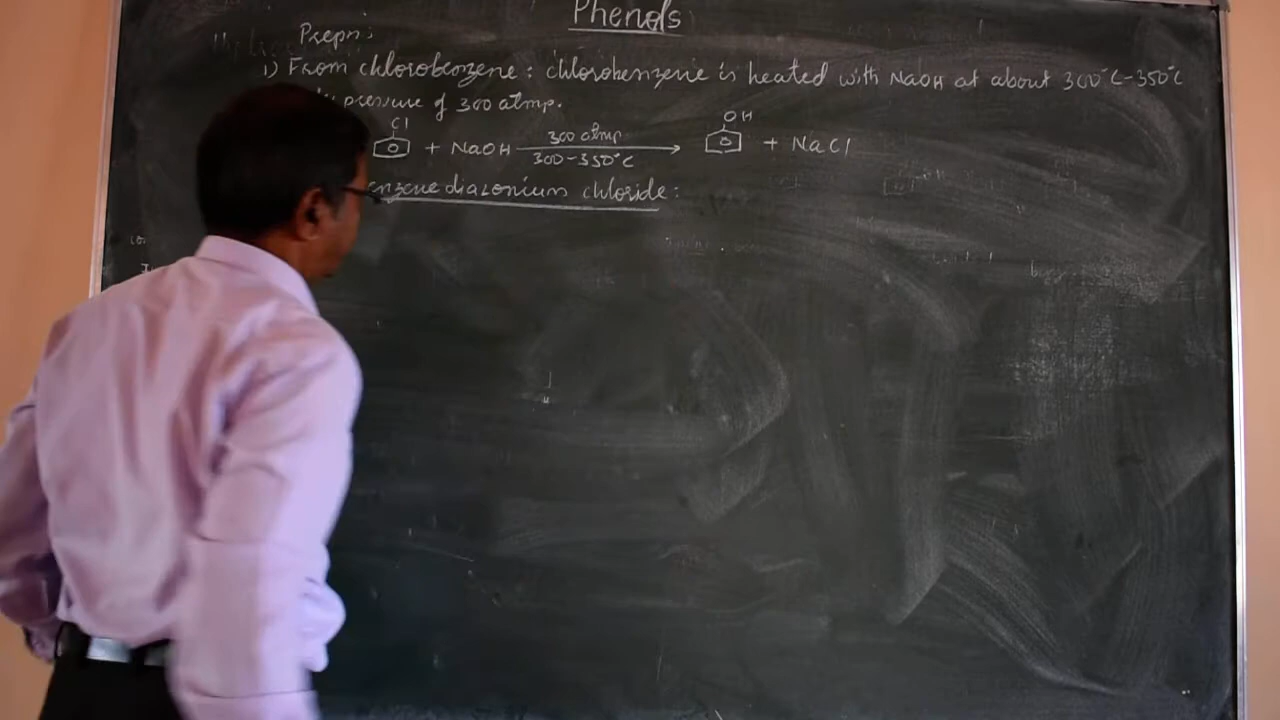 Phenols
Prepn:
1) From chlorobenzene: chlorobenzene is heated with NaOH at about 300°C-350°C
pressure of 300 atmp.
Cl
OH
+ NaOH 300 atmp 300-350°C → + NaCl
enzene diazonium chloride: